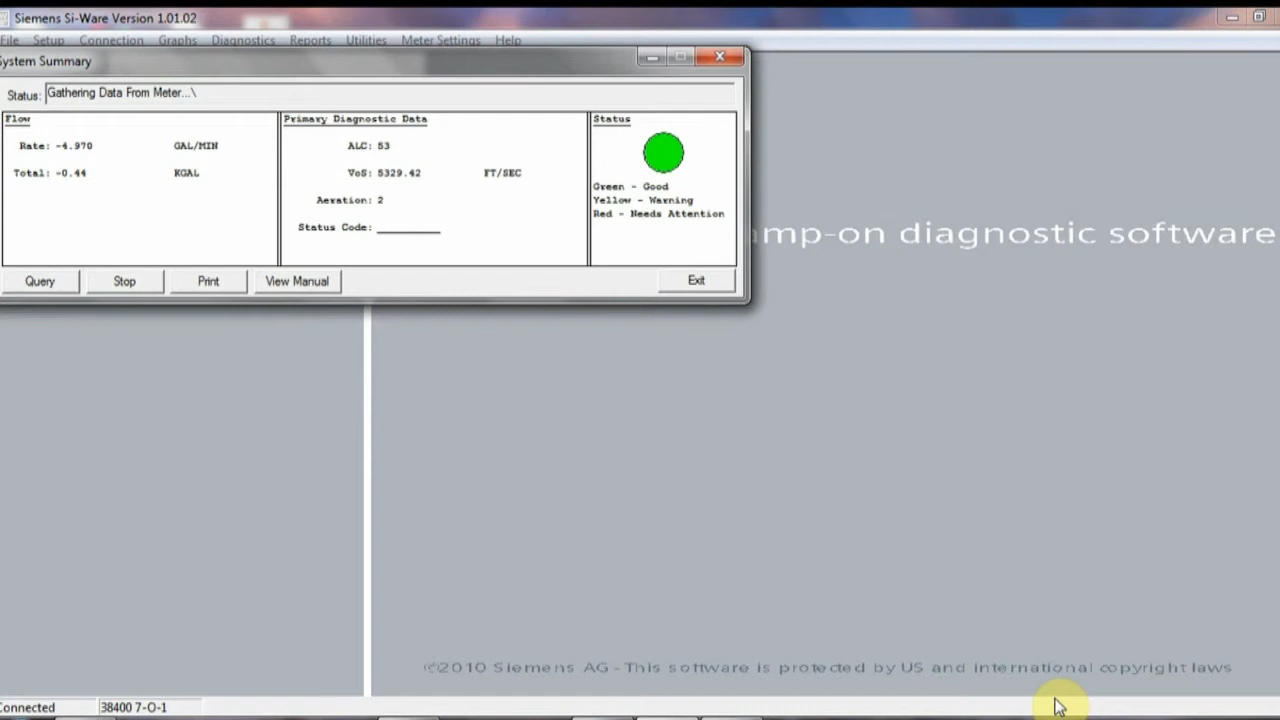 Siemens Si-Ware Version 1.01.02
File Setup Connection Graphs Diagnostics Reports Utilities Meter Settings Help
System Summary
Status: Gathering Data From Meter...\
Flow
Rate: -4.970 GAL/MIN
Total: -0.44 KGAL
Primary Diagnostic Data
ALC: 53
VoS: 5329.42 FT/SEC
Aeration: 2
Status Code:
Status
Green - Good
Yellow - Warning
Red - Needs Attention
Query Stop Print View Manual Exit
amp-on diagnostic software
©2010 Siemens AG - This software is protected by US and international copyright laws
Connected 38400 7-O-1